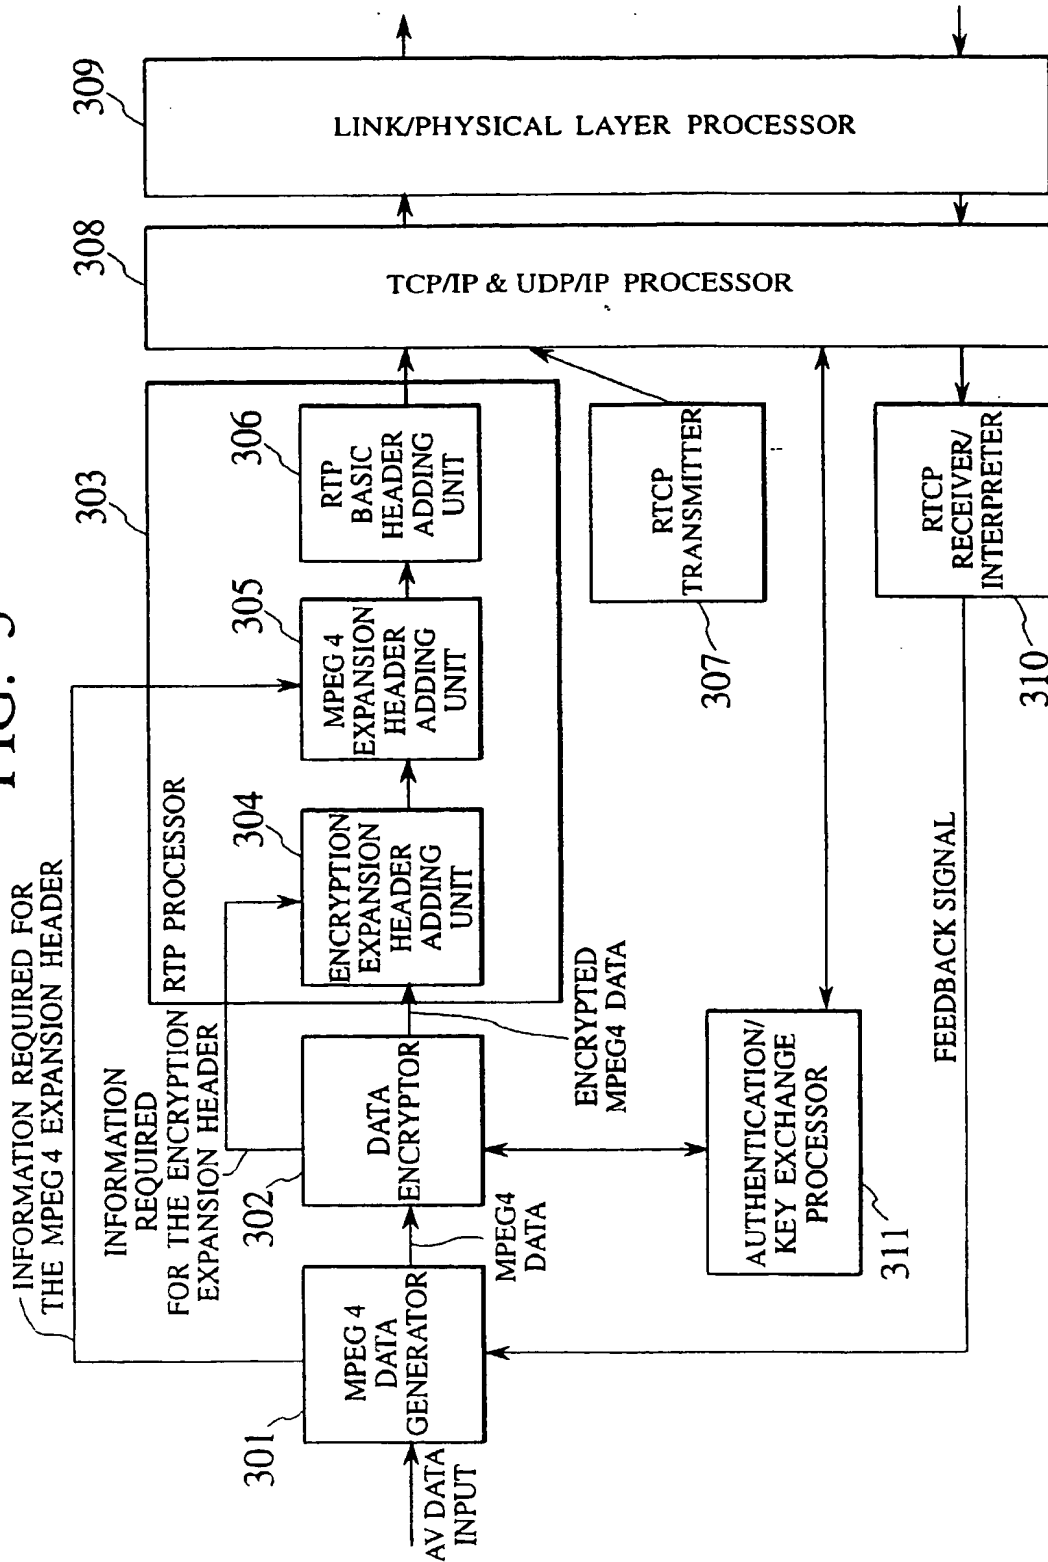 FIG.
INFORMATION REQUIRED FOR
THE MPEG 4 EXPANSION HEADER
INFORMATION
REQUIRED
FOR THE ENCRYPTION
EXPANSION HEADER
RTP PROCESSOR
303
308
309
301
MPEG 4
DATA
GENERATOR
AV DATA
INPUT
MPEG4
DATA
302
DATA
ENCRYPTOR
ENCRYPTED
MPEG4 DATA
304
ENCRYPTION
EXPANSION
HEADER
ADDING
UNIT
305
MPEG 4
EXPANSION
HEADER
ADDING
UNIT
306
RTP
BASIC
HEADER
ADDING
UNIT
TCP/IP & UDP/IP PROCESSOR
LINK/PHYSICAL LAYER PROCESSOR
RTCP
TRANSMITTER
307
AUTHENTICATION/
KEY EXCHANGE
PROCESSOR
311
RTCP
RECEIVER/
INTERPRETER
310
FEEDBACK SIGNAL